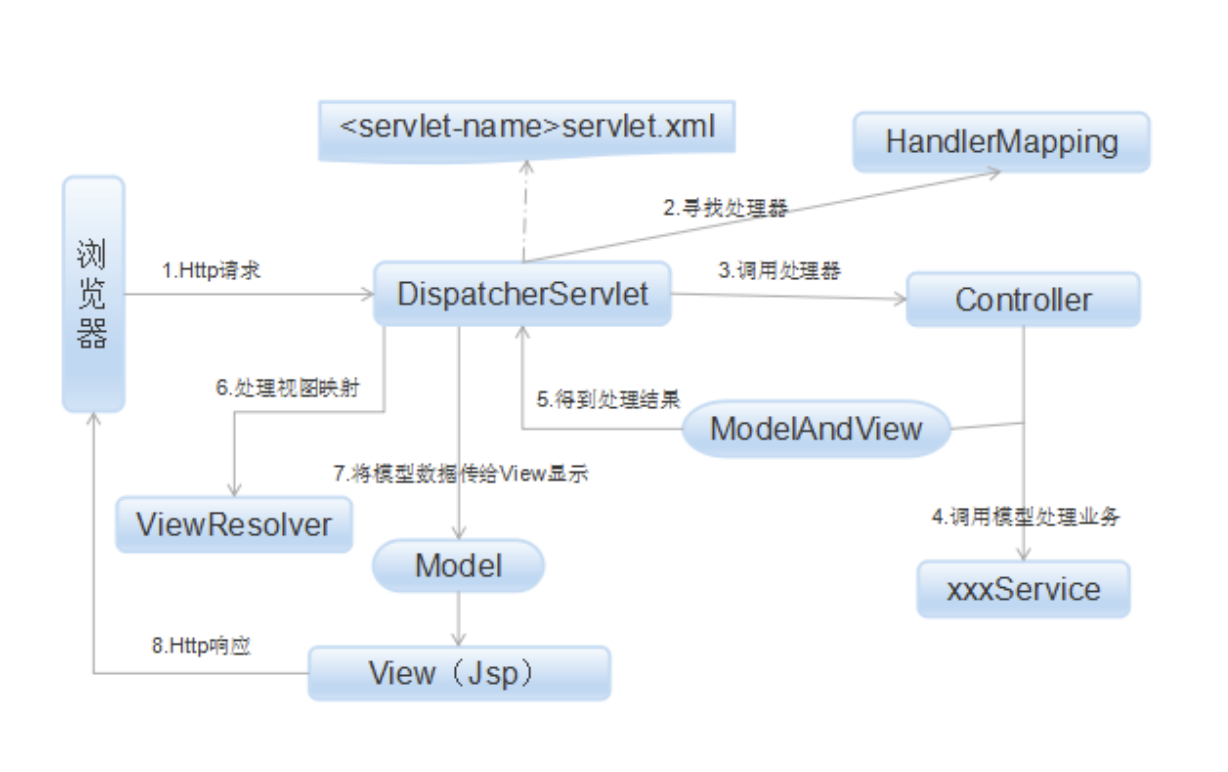 <servlet-name>servlet.xml
HandlerMapping
2.寻找处理器
浏览器
1.Http请求
DispatcherServlet
3.调用处理器
Controller
6.处理视图映射
5.得到处理结果
ModelAndView
7.将模型数据传给View显示
ViewResolver
4.调用模型处理业务
Model
xxxService
8.Http响应
View（Jsp）